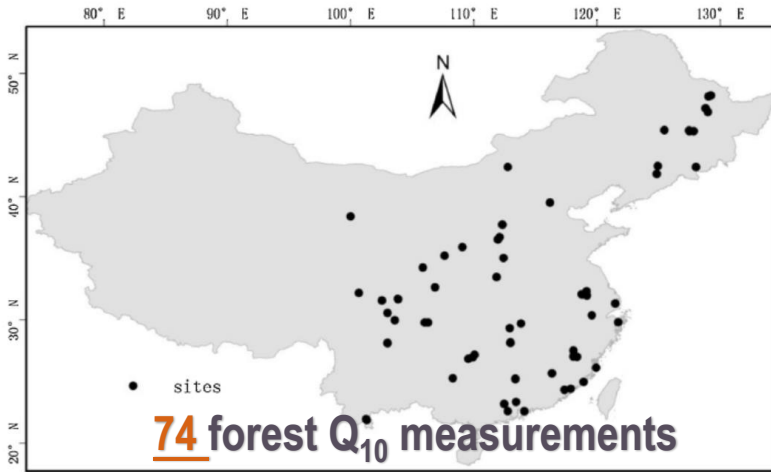 80° E 90° E 100° E 110° E 120° E 130° E
50° N
N
40° N
30° N
20° N
sites
74 forest Q10 measurements